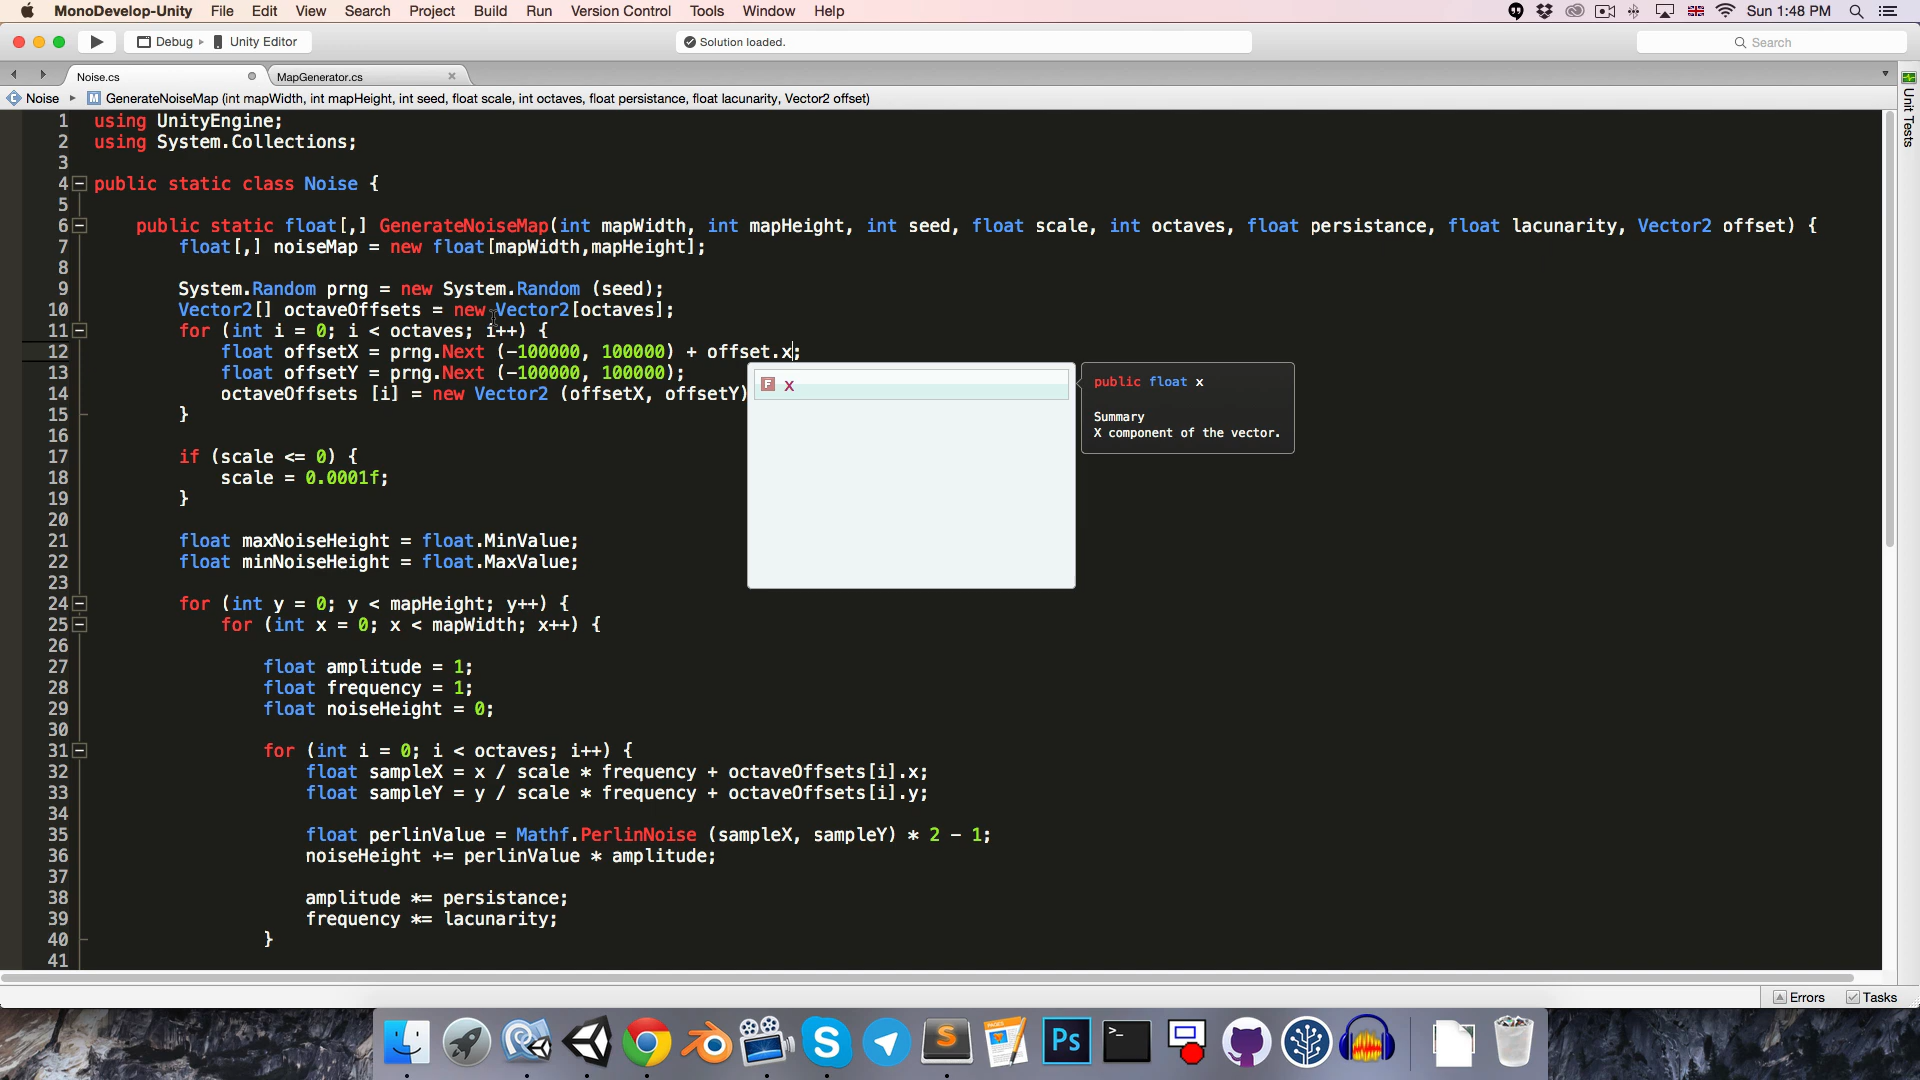 MonoDevelop-Unity File Edit View Search Project Build Run Version Control Tools Window Help Sun 1:48 PM
Debug Unity Editor Solution loaded. Search
Noise.cs MapGenerator.cs
Noise M GenerateNoiseMap (int mapWidth, int mapHeight, int seed, float scale, int octaves, float persistance, float lacunarity, Vector2 offset)
Unit Tests
1 using UnityEngine;
2 using System.Collections;
3
4 public static class Noise {
5
6 public static float[,] GenerateNoiseMap(int mapWidth, int mapHeight, int seed, float scale, int octaves, float persistance, float lacunarity, Vector2 offset) {
7 float[,] noiseMap = new float[mapWidth,mapHeight];
8
9 System.Random prng = new System.Random (seed);
10 Vector2[] octaveOffsets = new Vector2[octaves];
11 for (int i = 0; i < octaves; i++) {
12 float offsetX = prng.Next (-100000, 100000) + offset.x;
13 float offsetY = prng.Next (-100000, 100000);
14 octaveOffsets [i] = new Vector2 (offsetX, offsetY)
15 }
F x
public float x
Summary
X component of the vector.
16
17 if (scale <= 0) {
18 scale = 0.0001f;
19 }
20
21 float maxNoiseHeight = float.MinValue;
22 float minNoiseHeight = float.MaxValue;
23
24 for (int y = 0; y < mapHeight; y++) {
25 for (int x = 0; x < mapWidth; x++) {
26
27 float amplitude = 1;
28 float frequency = 1;
29 float noiseHeight = 0;
30
31 for (int i = 0; i < octaves; i++) {
32 float sampleX = x / scale * frequency + octaveOffsets[i].x;
33 float sampleY = y / scale * frequency + octaveOffsets[i].y;
34
35 float perlinValue = Mathf.PerlinNoise (sampleX, sampleY) * 2 - 1;
36 noiseHeight += perlinValue * amplitude;
37
38 amplitude *= persistance;
39 frequency *= lacunarity;
40 }
41
Errors Tasks
S S PAGES Ps >_